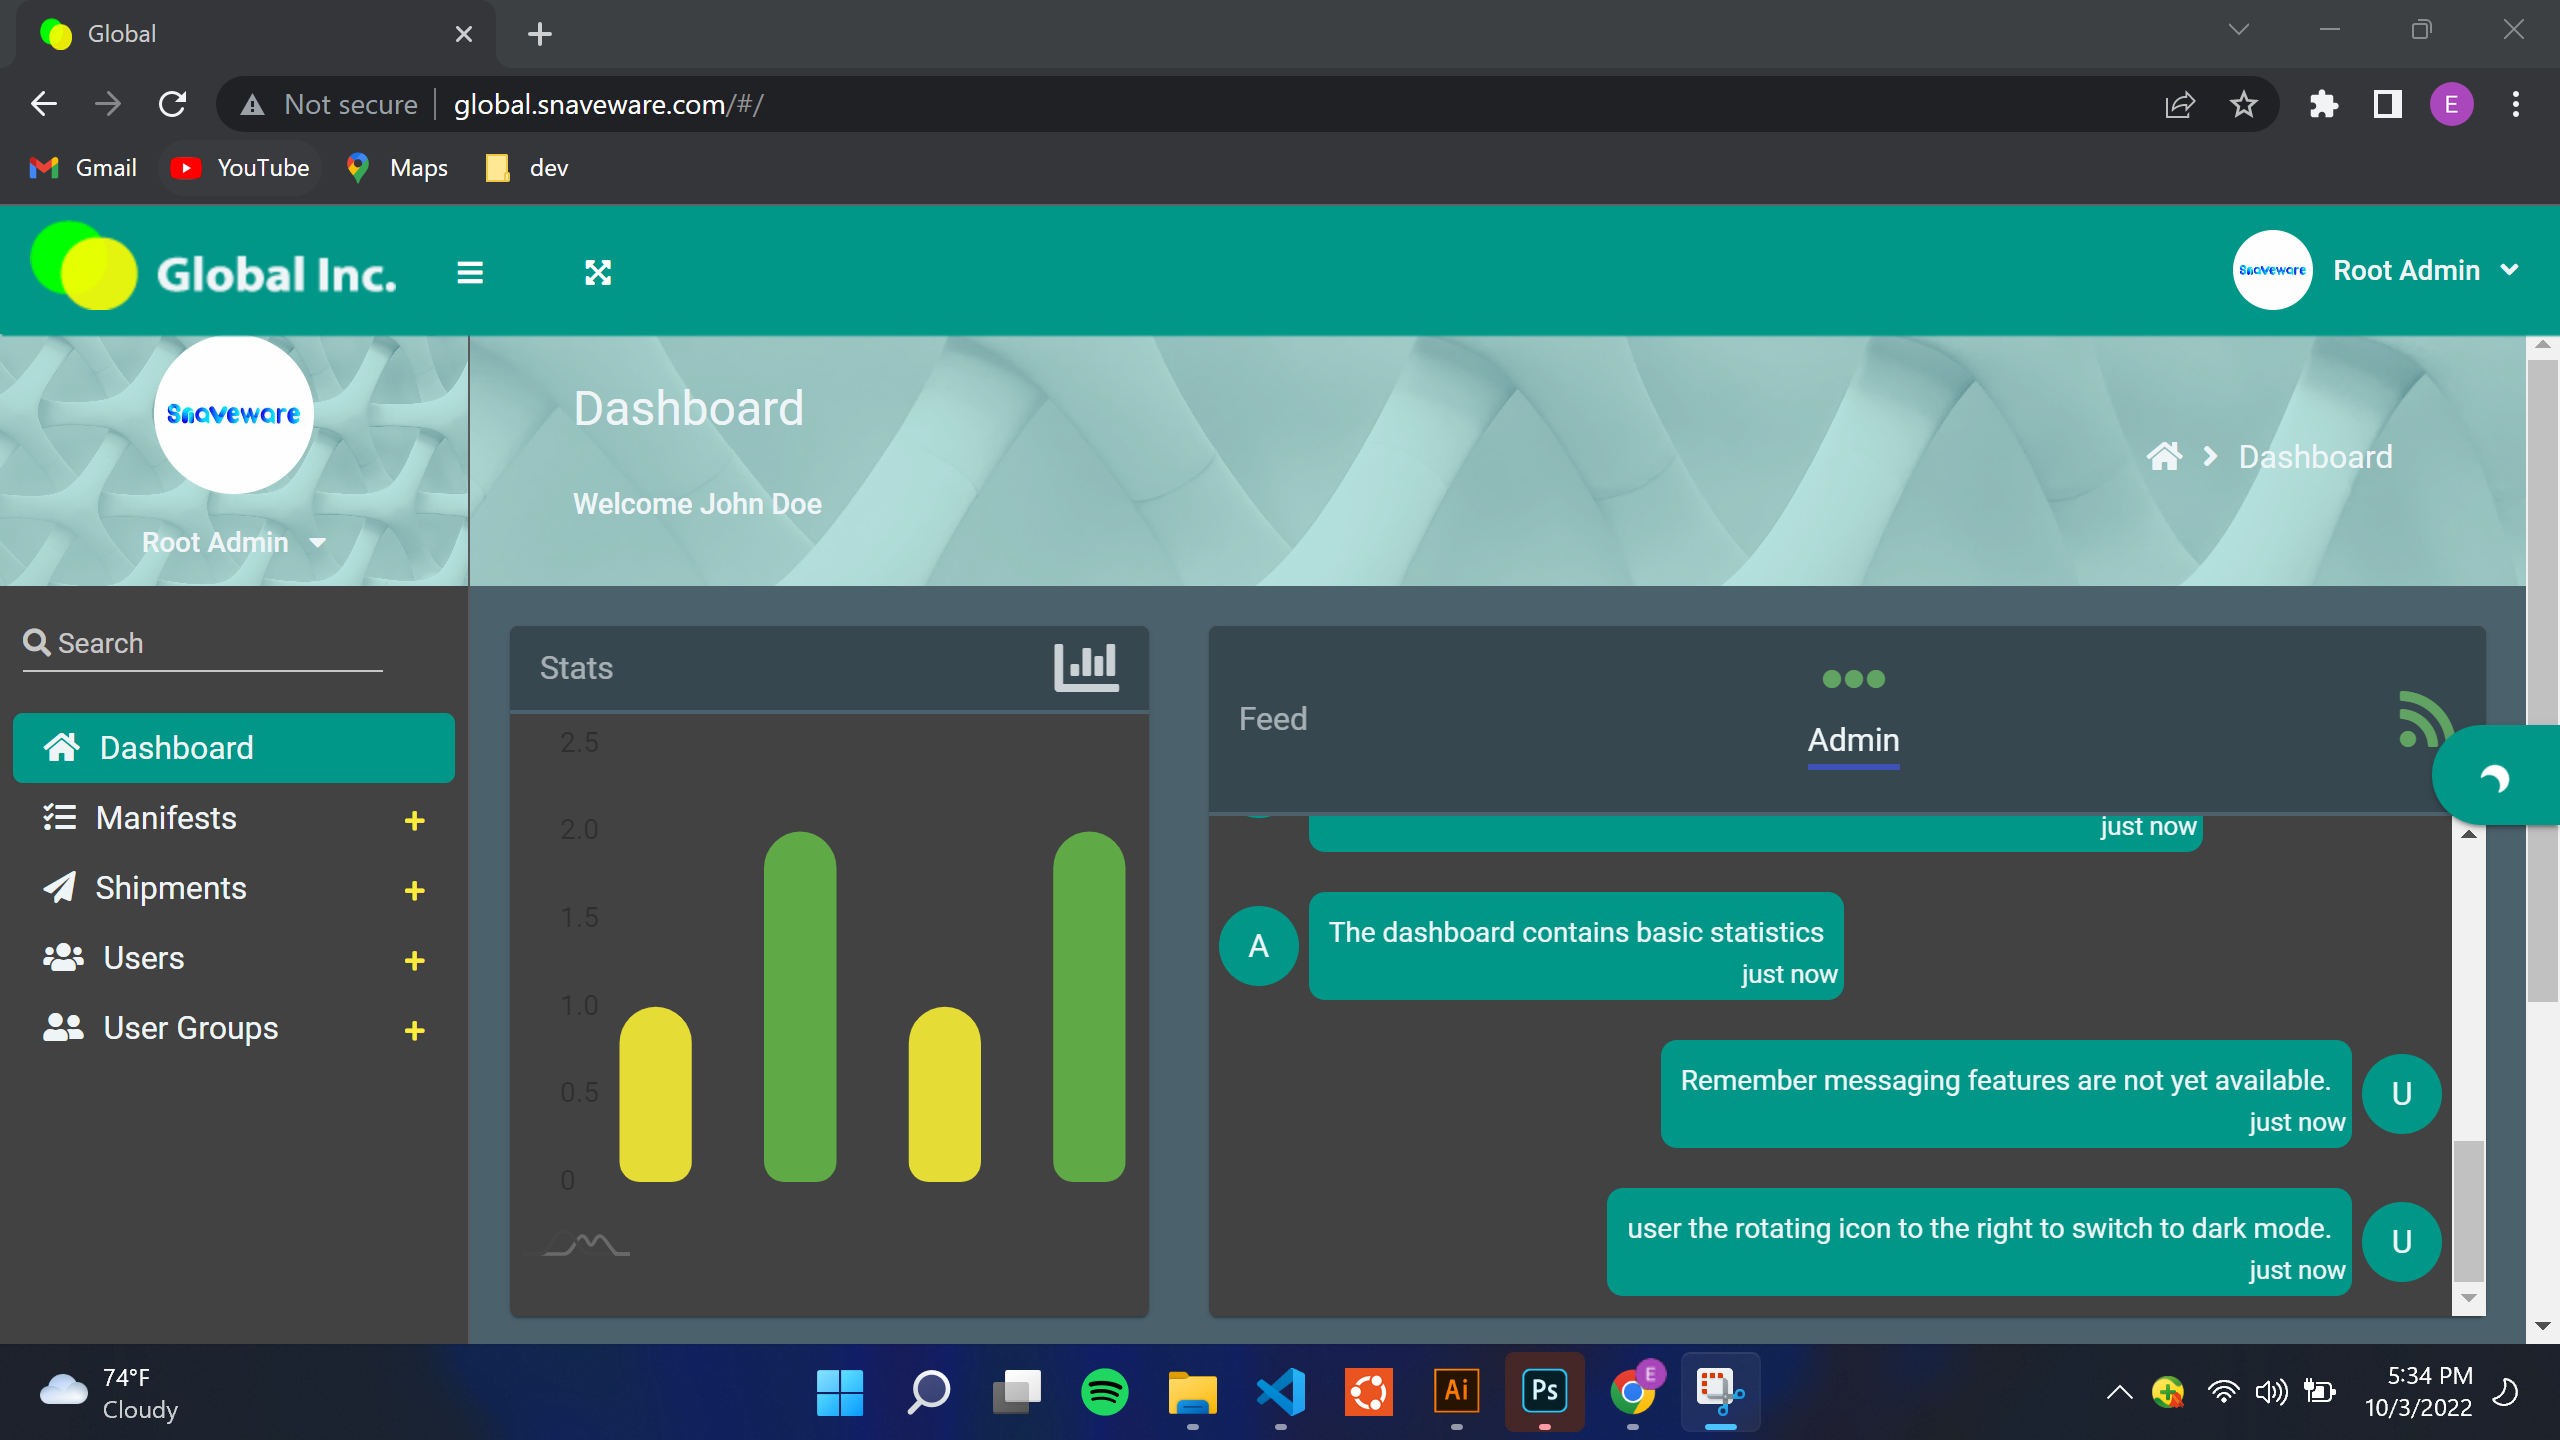 Global
Not secure
global.snaveware.com/#/
E
Gmail
YouTube
Maps
dev
Global Inc.
Snaveware
Root Admin
Snaveware
Root Admin
Dashboard
Welcome John Doe
Dashboard
Search
Dashboard
Manifests +
Shipments +
Users +
User Groups +
Stats
2.5
2.0
1.5
1.0
0.5
0
Feed
Admin
just now
A
The dashboard contains basic statistics
just now
Remember messaging features are not yet available.
just now
U
user the rotating icon to the right to switch to dark mode.
just now
U
74°F
Cloudy
Ai
Ps
E
5:34 PM
10/3/2022